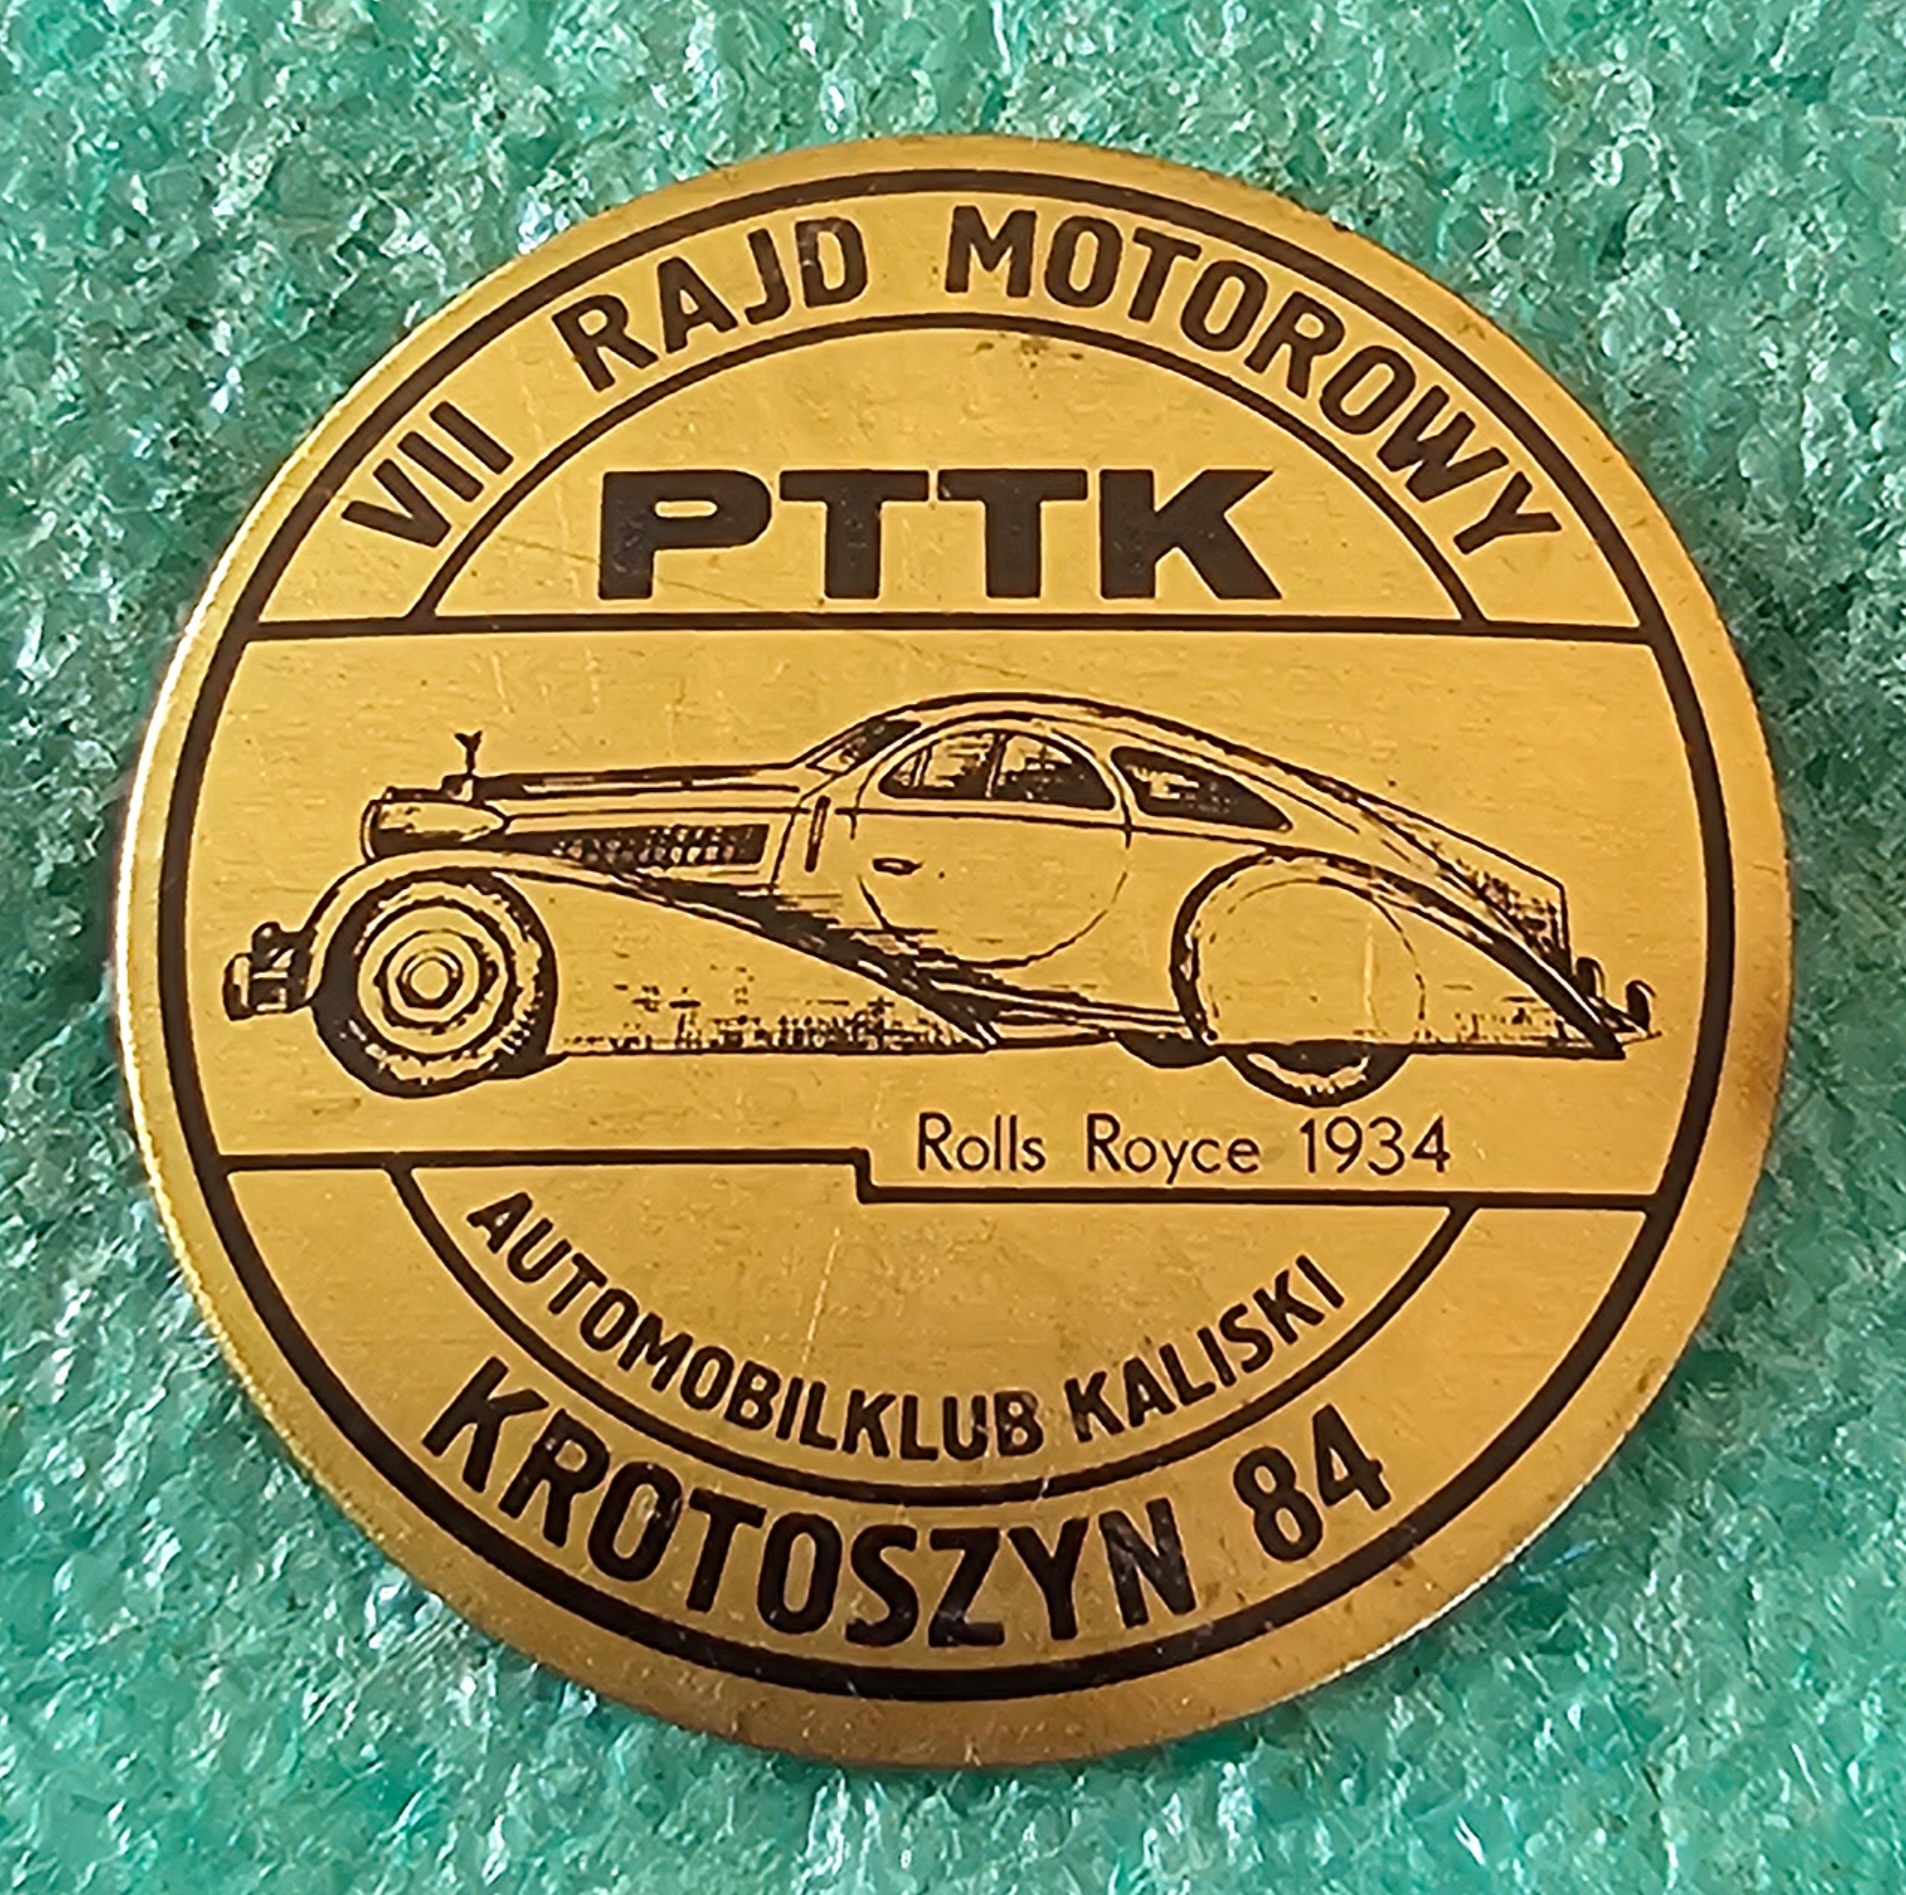 VII RAJD MOTOROWY
PTTK
Rolls Royce 1934
AUTOMOBILKLUB KALISKI
KROTOSZYN 84